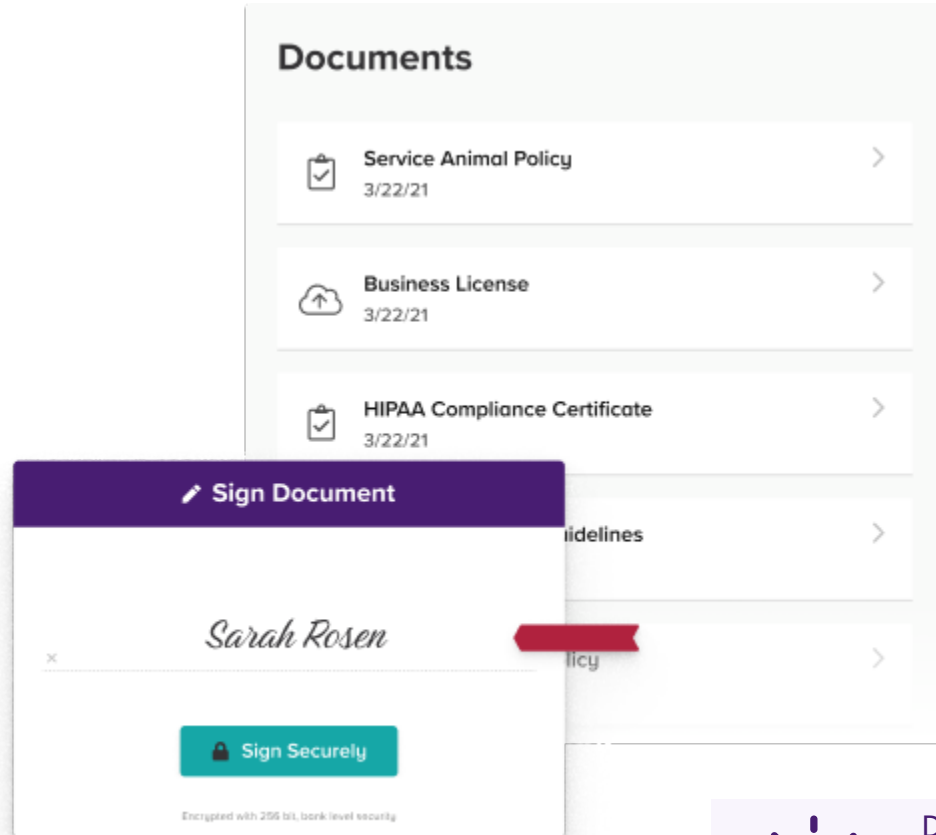 Documents
Service Animal Policy
3/22/21
Business License
3/22/21
HIPAA Compliance Certificate
3/22/21
Sign Document
idelines
Sarah Rosen
×
licy
Sign Securely
Encrypted with 256 bit, bank level security